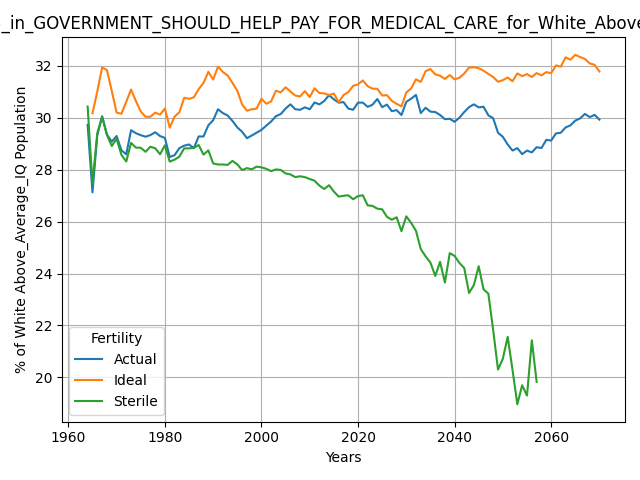 _in_GOVERNMENT_SHOULD_HELP_PAY_FOR_MEDICAL_CARE_for_White_Above
% of White Above_Average_IQ Population
32
30
28
26
24
22
20
Fertility
Actual
Ideal
Sterile
1960
1980
2000
2020
2040
2060
Years